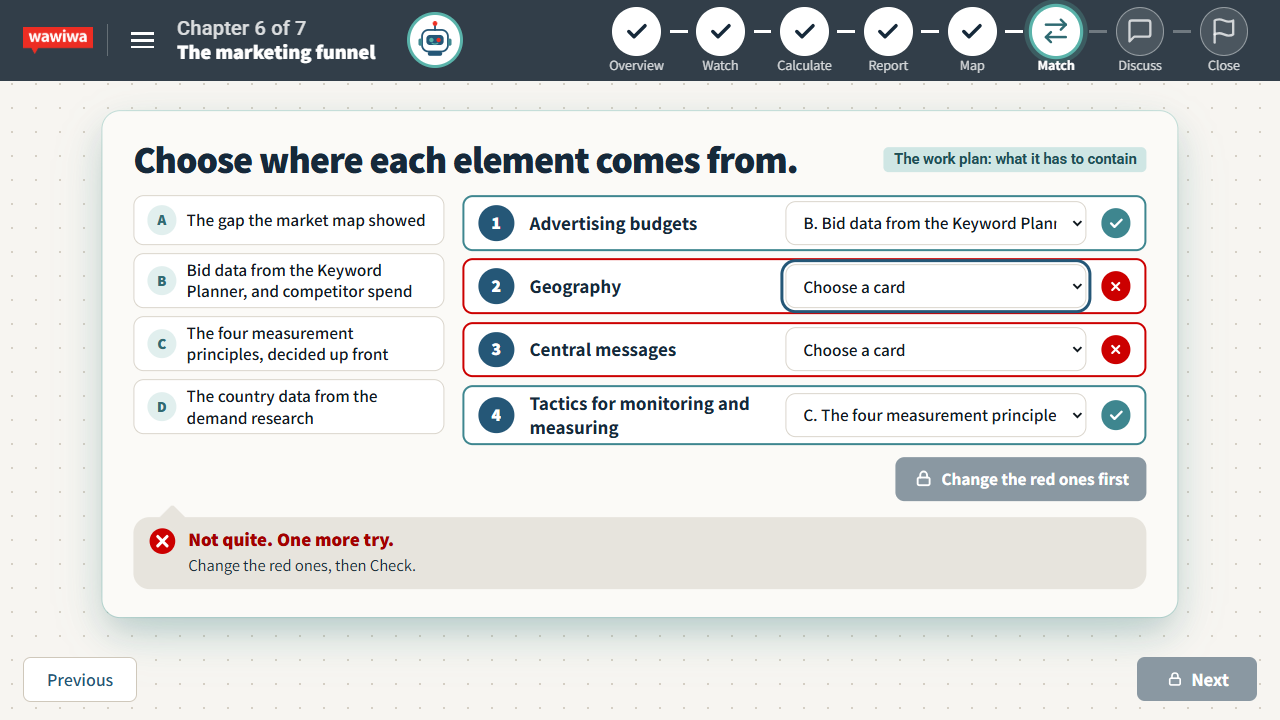 wawiwa
Chapter 6 of 7
The marketing funnel
Overview
Watch
Calculate
Report
Map
Match
Discuss
Close
Choose where each element comes from.
The work plan: what it has to contain
A
The gap the market map showed
B
Bid data from the Keyword
Planner, and competitor spend
C
The four measurement
principles, decided up front
D
The country data from the
demand research
1
Advertising budgets
B. Bid data from the Keyword Plann
2
Geography
Choose a card
3
Central messages
Choose a card
4
Tactics for monitoring and
measuring
C. The four measurement principle
Change the red ones first
Not quite. One more try.
Change the red ones, then Check.
Previous
Next